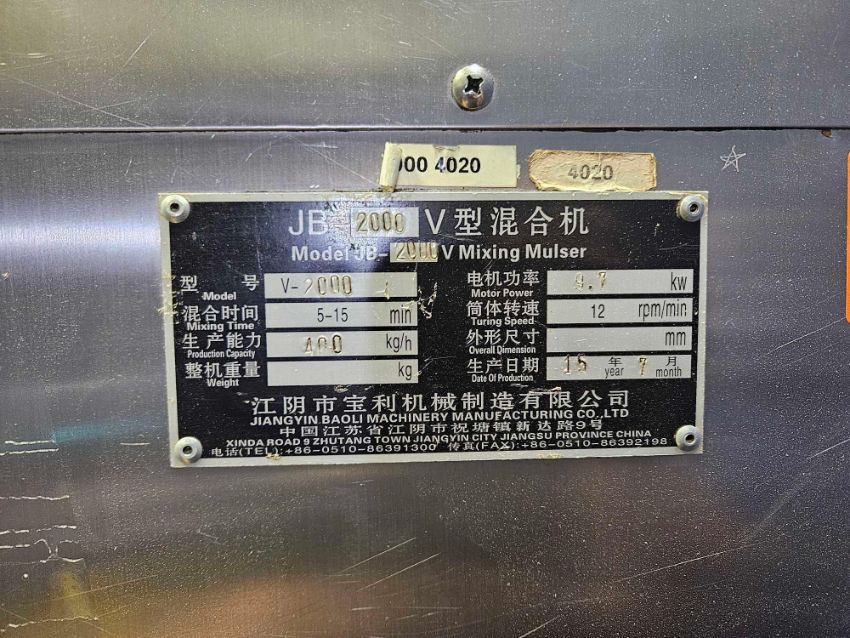 000 4020
4020
JB-2000 V型混合机
Model JB-2000 V Mixing Mulser
型号 Model V-2000
电机功率 Motor Power 9.7 kw
混合时间 Mixing Time 5-15 min
筒体转速 Turing Speed 12 rpm/min
生产能力 Production Capacity 400 kg/h
外形尺寸 Overall Dimension mm
整机重量 Weight kg
生产日期 Date Of Production 15 年 year 7 月 month
江阴市宝利机械制造有限公司
JIANGYIN BAOLI MACHINERY MANUFACTURING CO.,LTD
中国江苏省江阴市祝塘镇新达路9号
XINDA ROAD 9 ZHUTANG TOWN JIANGYIN CITY JIANGSU PROVINCE CHINA
电话(TEL):+86-0510-86391300 传真(FAX):+86-0510-86392198